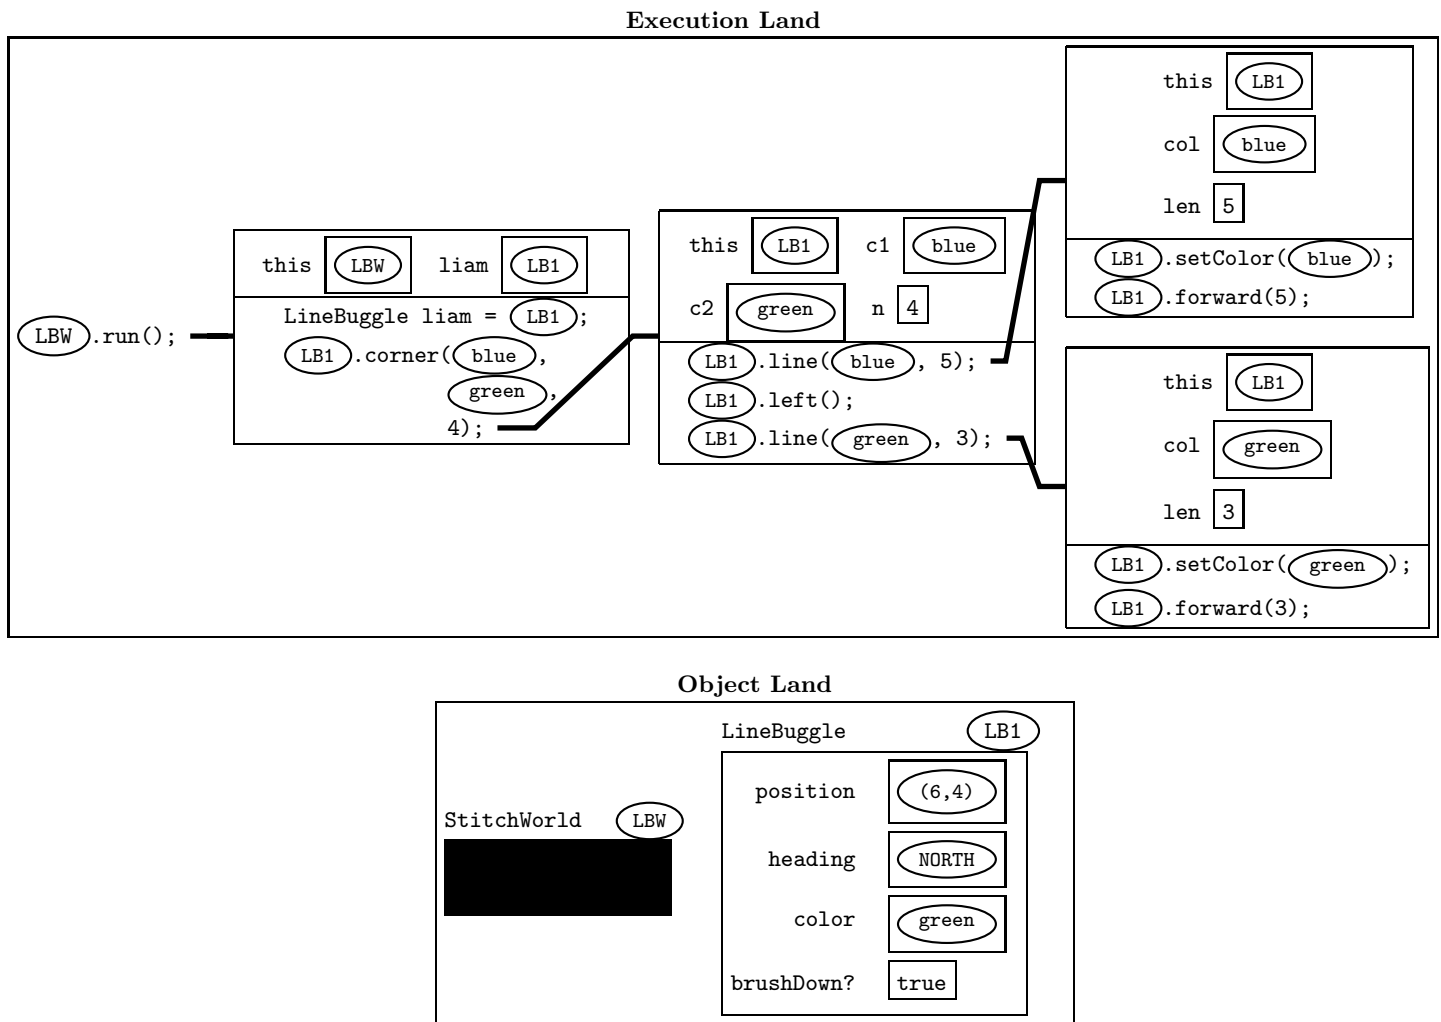 Execution Land
LBW.run();
this LBW liam LB1
LineBuggle liam = LB1;
LB1.corner(blue,
green,
4);
this LB1 c1 blue
c2 green n 4
LB1.line(blue, 5);
LB1.left();
LB1.line(green, 3);
this LB1
col blue
len 5
LB1.setColor(blue);
LB1.forward(5);
this LB1
col green
len 3
LB1.setColor(green);
LB1.forward(3);
Object Land
StitchWorld LBW
LineBuggle LB1
position (6,4)
heading NORTH
color green
brushDown? true